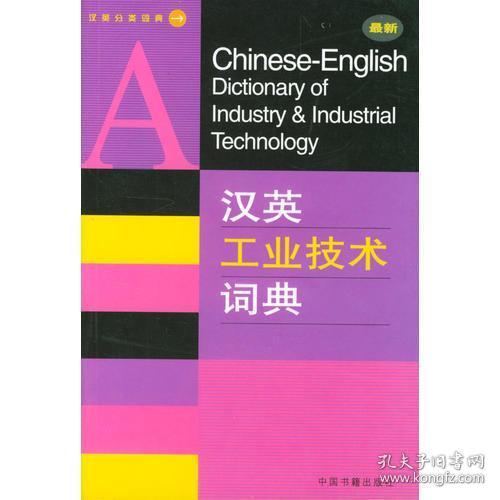 汉英分类词典
最新
A
Chinese-English
Dictionary of
Industry & Industrial
Technology
汉英
工业技术
词典
中国书籍出版社
孔夫子旧书网
www.kongfz.com